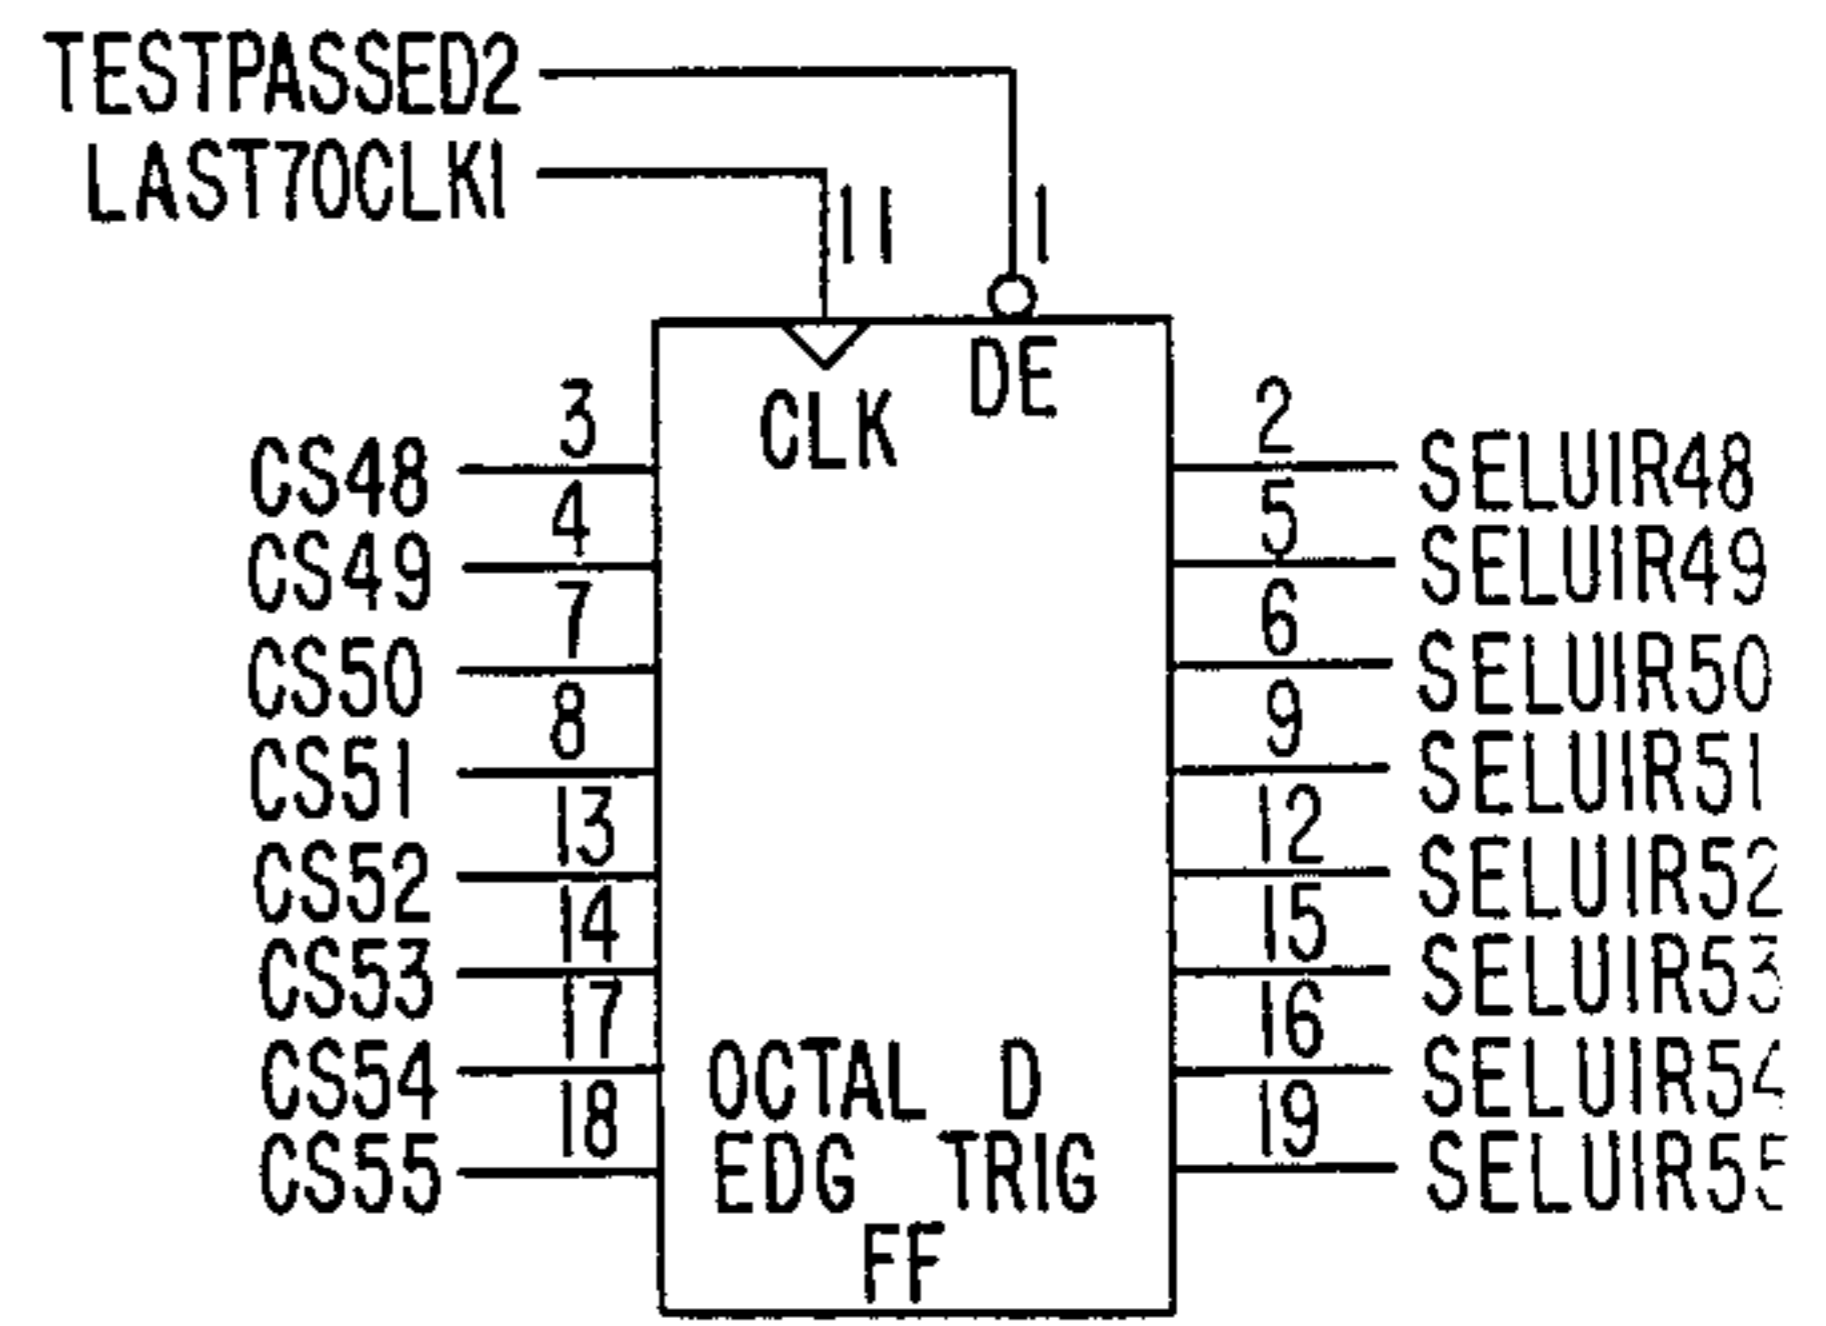 TESTPASSED2
LAST70CLK1
11 1
CLK DE
CS48 3 2 SELUIR48
CS49 4 5 SELUIR49
CS50 7 6 SELUIR50
CS51 8 9 SELUIR51
CS52 13 12 SELUIR52
CS53 14 15 SELUIR53
CS54 17 16 SELUIR54
CS55 18 19 SELUIR55
OCTAL D
EDG TRIG
FF